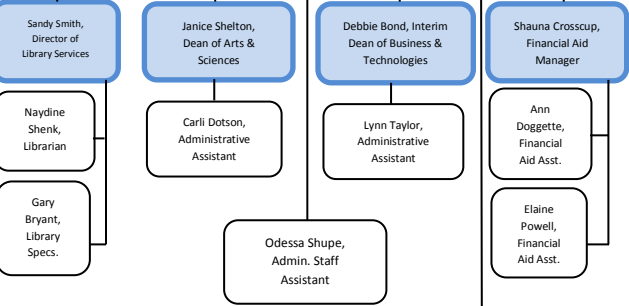 Sandy Smith,
Director of
Library Services
Janice Shelton,
Dean of Arts &
Sciences
Debbie Bond, Interim
Dean of Business &
Technologies
Shauna Crosscup,
Financial Aid
Manager
Naydine
Shenk,
Librarian
Carli Dotson,
Administrative
Assistant
Lynn Taylor,
Administrative
Assistant
Ann
Doggette,
Financial
Aid Asst.
Gary
Bryant,
Library
Specs.
Odessa Shupe,
Admin. Staff
Assistant
Elaine
Powell,
Financial
Aid Asst.